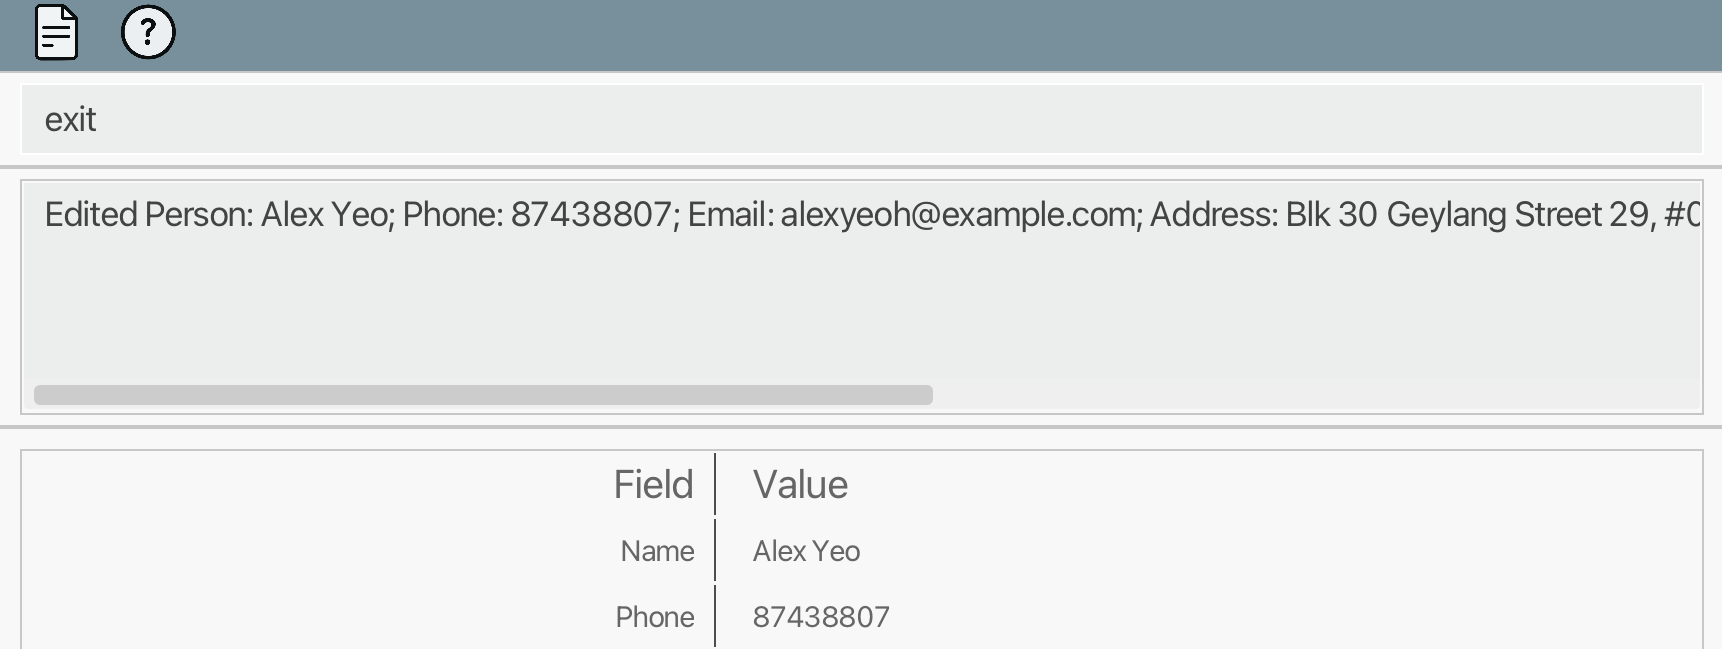 ?
exit
Edited Person: Alex Yeo; Phone: 87438807; Email: alexyeoh@example.com; Address: Blk 30 Geylang Street 29, #
Field Value
Name Alex Yeo
Phone 87438807